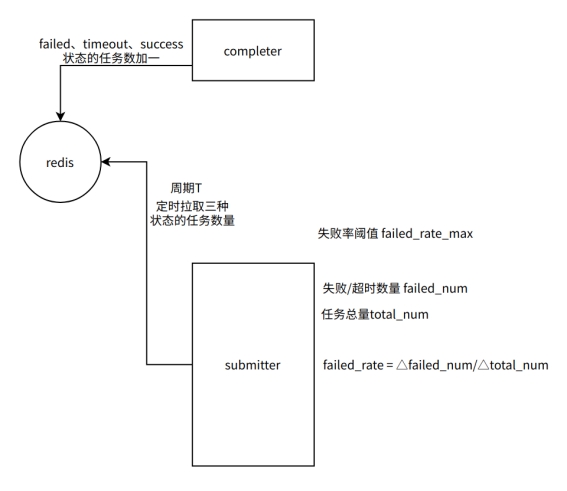 failed、timeout、success
状态的任务数加一
completer
redis
周期T
定时拉取三种
状态的任务数量
失败率阈值 failed_rate_max
失败/超时数量 failed_num
任务总量total_num
submitter
failed_rate = △failed_num/△total_num